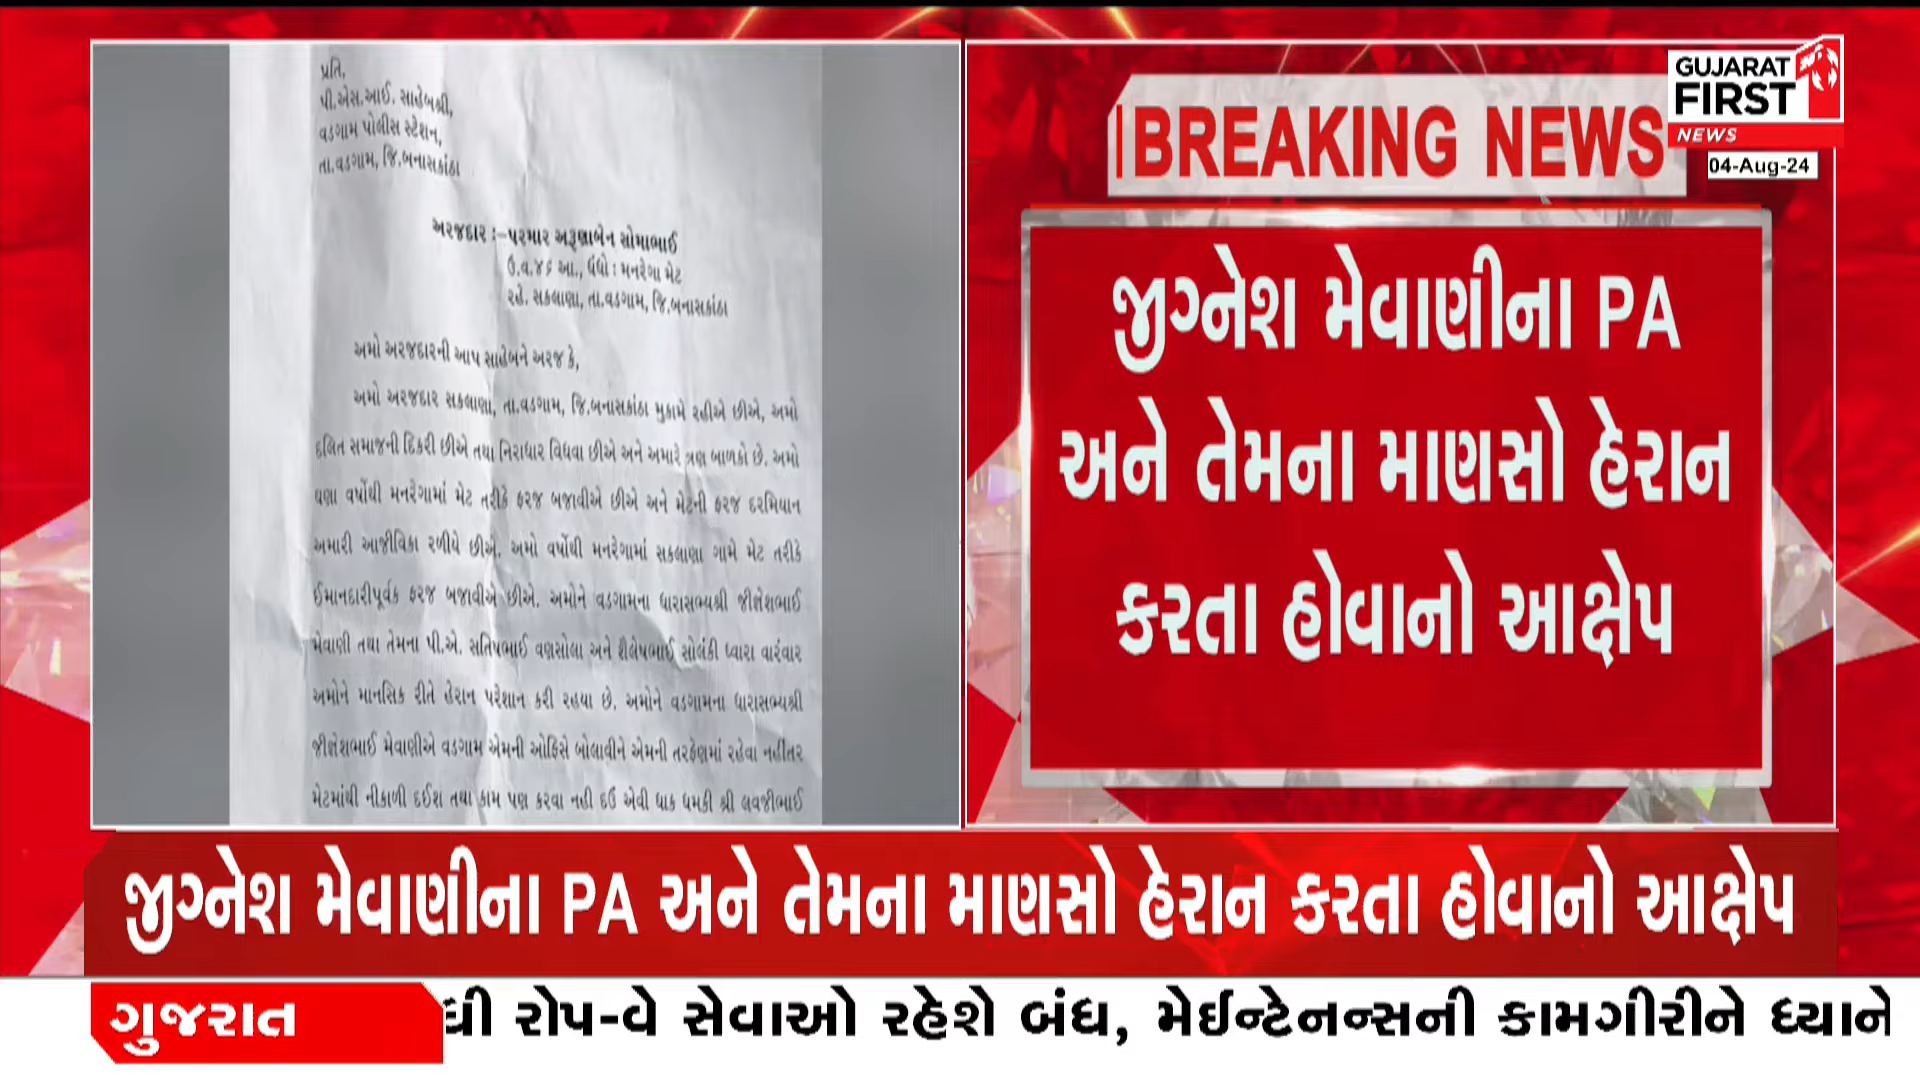 પ્રતિ,
પી.એસ.આઈ. સાહેબશ્રી,
વડગામ પોલીસ સ્ટેશન,
તા.વડગામ, જિ.બનાસકાંઠા
અરજદાર :-પરમાર અરૂણાબેન સોમાભાઈ
ઉ.વ.૪૬ આ., ધંધો : મનરેગા મેટ
રહે. સકલાણા, તા.વડગામ, જિ.બનાસકાંઠા
અમો અરજદારની આપ સાહેબને અરજ કે,
અમો અરજદાર સકલાણા, તા.વડગામ, જિ.બનાસકાંઠા મુકામે રહીએ છીએ, અમો
દલિત સમાજની દિકરી છીએ તથા નિરાધાર વિધવા છીએ અને અમારે ત્રણ બાળકો છે. અમો
ઘણા વર્ષોથી મનરેગામાં મેટ તરીકે ફરજ બજાવીએ છીએ અને મેટની ફરજ દરમિયાન
અમારી આજીવિકા રળીયે છીએ. અમો વર્ષોથી મનરેગામાં સકલાણા ગામે મેટ તરીકે
ઈમાનદારીપૂર્વક ફરજ બજાવીએ છીએ. અમોને વડગામના ધારાસભ્યશ્રી જીજ્ઞેશભાઈ
મેવાણી તથા તેમના પી.એ. સતિષભાઈ વણસોલા અને શૈલેષભાઈ સોલંકી ધ્વારા વારંવાર
અમોને માનસિક રીતે હેરાન પરેશાન કરી રહયા છે. અમોને વડગામના ધારાસભ્યશ્રી
જીજ્ઞેશભાઈ મેવાણીએ વડગામ એમની ઓફિસે બોલાવીને એમની તરફેણમાં રહેવા નહીંતર
મેટમાંથી નીકાળી દઈશ તથા કામ પણ કરવા નહી દઉં એવી ધાક ધમકી શ્રી લવજીભાઈ
BREAKING NEWS
GUJARAT
FIRST
NEWS
04-Aug-24
જીગ્નેશ મેવાણીના PA
અને તેમના માણસો હેરાન
કરતા હોવાનો આક્ષેપ
જીગ્નેશ મેવાણીના PA અને તેમના માણસો હેરાન કરતા હોવાનો આક્ષેપ
ગુજરાત
ધી રોપ-વે સેવાઓ રહેશે બંધ, મેઈન્ટેનન્સની કામગીરીને ધ્યાને